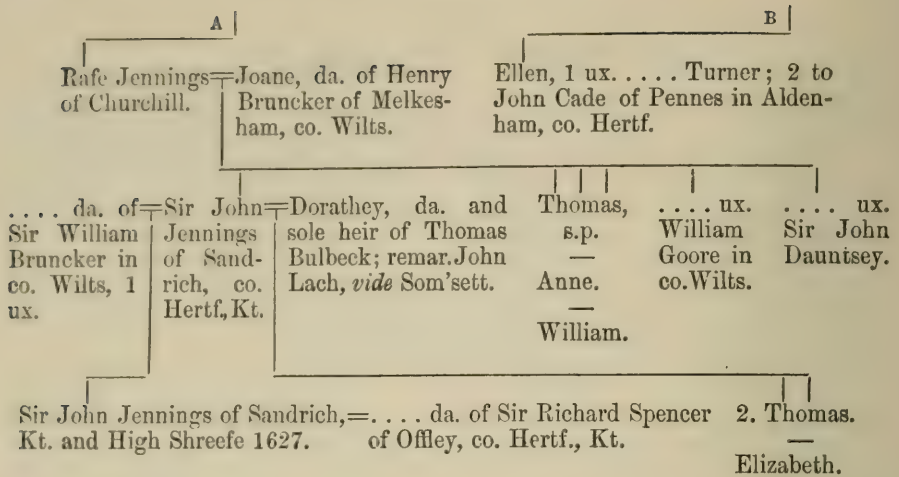 A
B
Rafe Jennings=Joane, da. of Henry
of Churchill.
Bruncker of Melkes-
ham, co. Wilts.
Ellen, 1 ux. . . . . . Turner; 2 to
John Cade of Pennes in Alden-
ham, co. Hertf.
. . . . da. of=Sir John=Dorathey, da. and
Sir William
Bruncker in
co. Wilts, 1
ux.
Jennings
of Sand-
rich, co.
Hertf., Kt.
sole heir of Thomas
Bulbeck; remar. John
Lach, vide Som'sett.
Thomas,
s.p.
—
Anne.
—
William.
. . . . ux.
William
Goore in
co. Wilts.
. . . . ux.
Sir John
Dauntsey.
Sir John Jennings of Sandrich,=. . . . da. of Sir Richard Spencer
Kt. and High Shreefe 1627.
of Offley, co. Hertf., Kt.
2. Thomas.
—
Elizabeth.